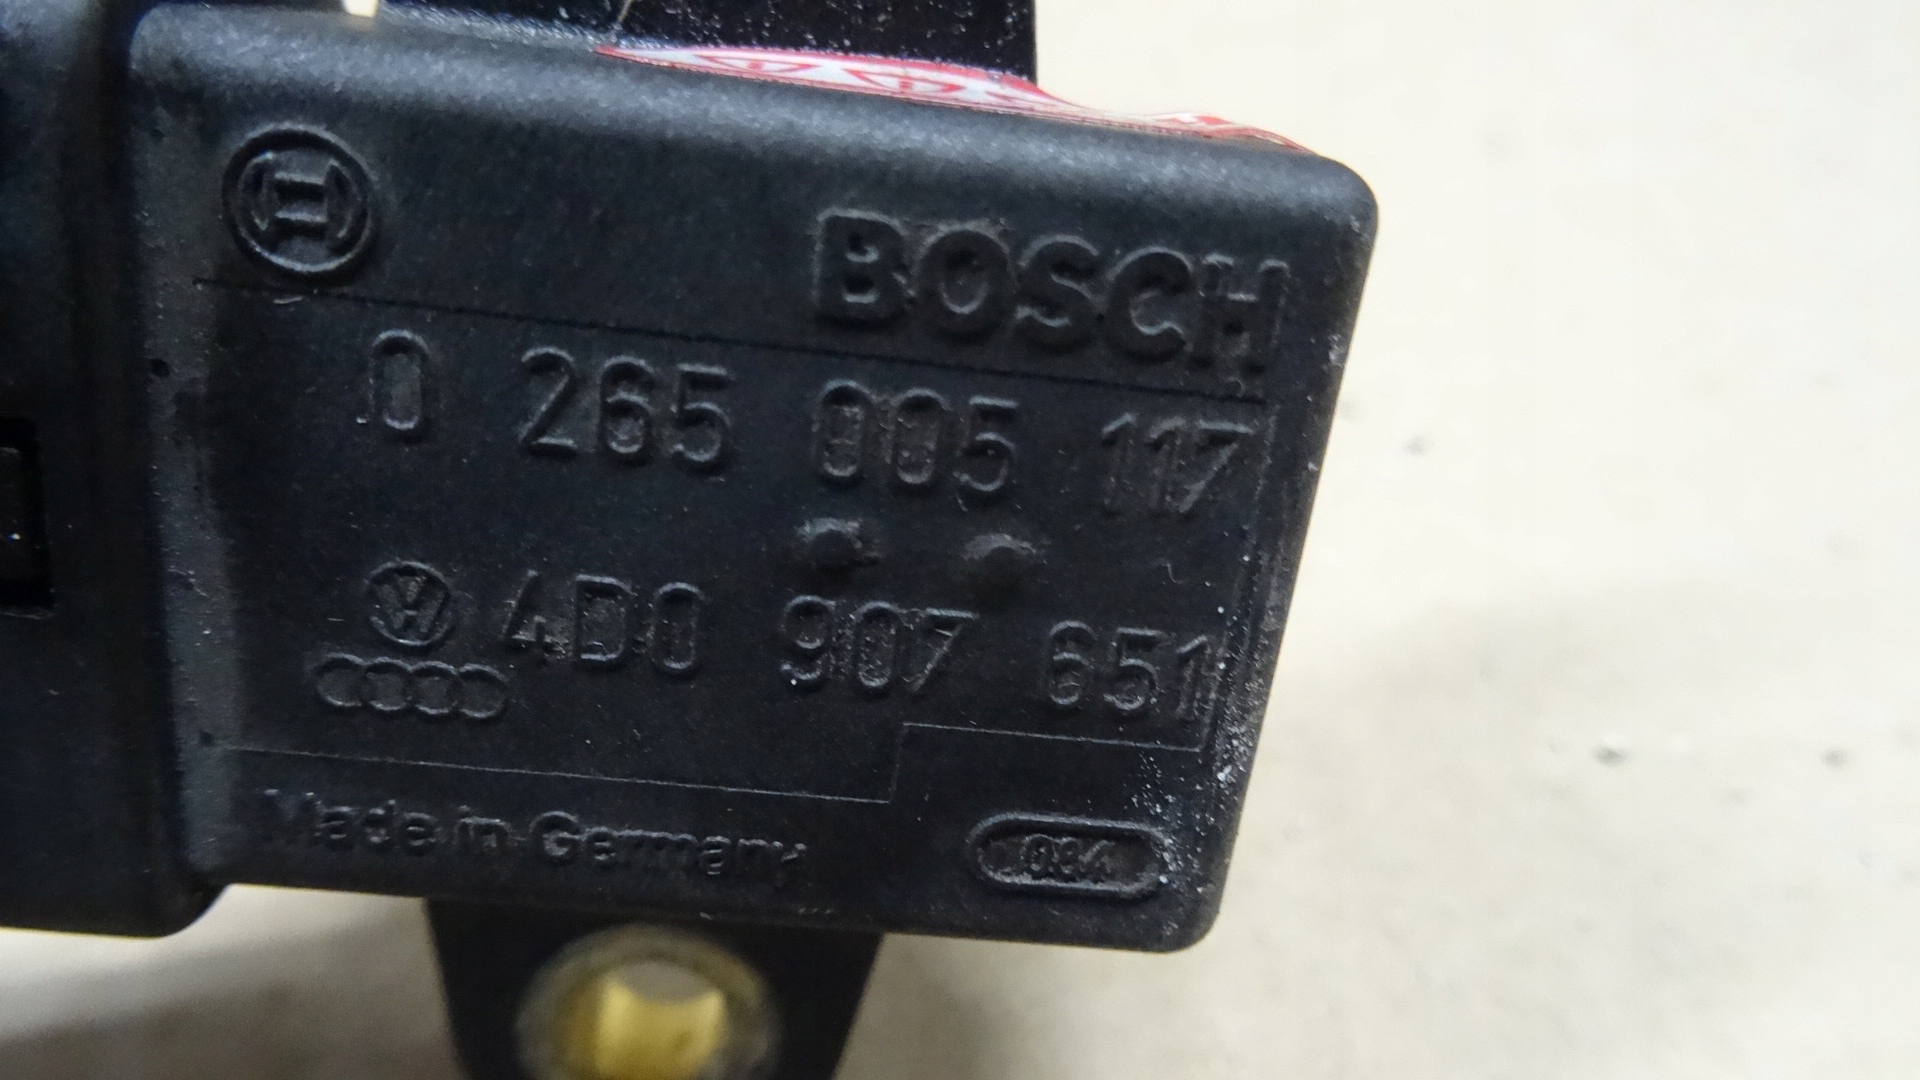 BOSCH
0 265 005 117
4D0 907 651
Made in Germany
034